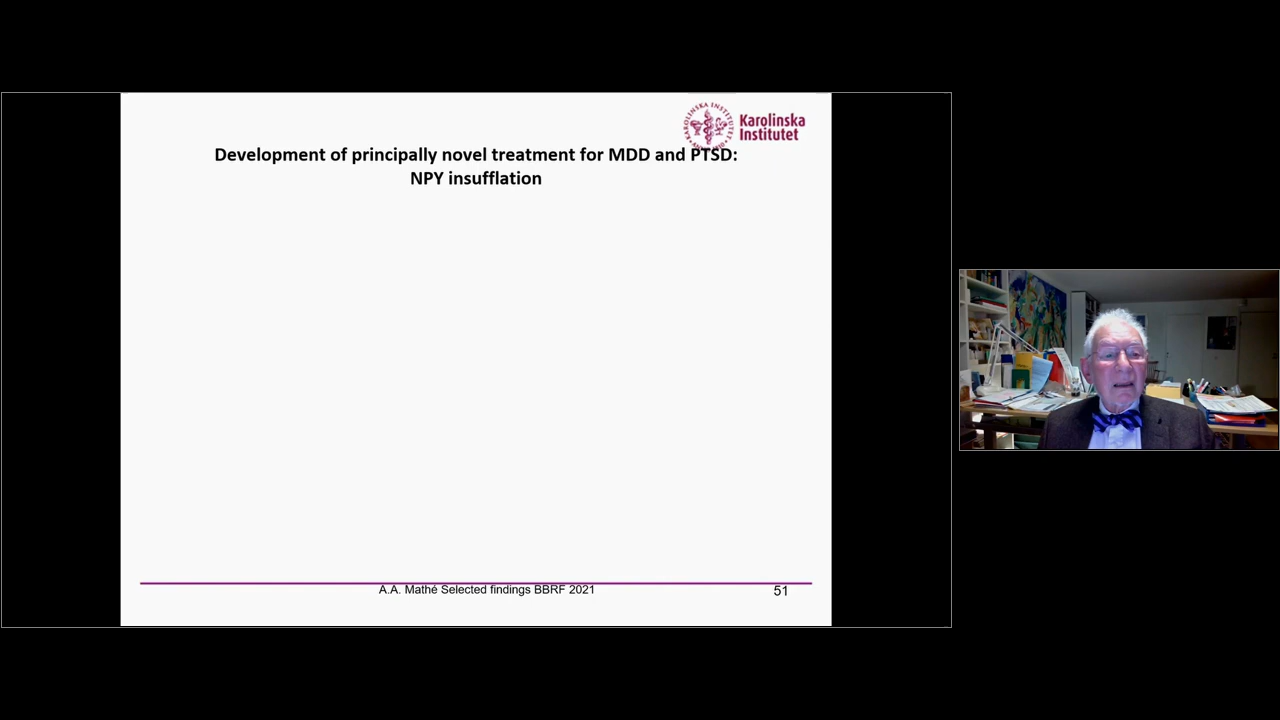 Karolinska
Institutet
Development of principally novel treatment for MDD and PTSD:
NPY insufflation
A.A. Mathé Selected findings BBRF 2021
51